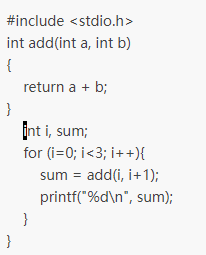 #include <stdio.h>
int add(int a, int b)
{
    return a + b;
}
    int i, sum;
    for (i=0; i<3; i++){
        sum = add(i, i+1);
        printf("%d\n", sum);
    }
}